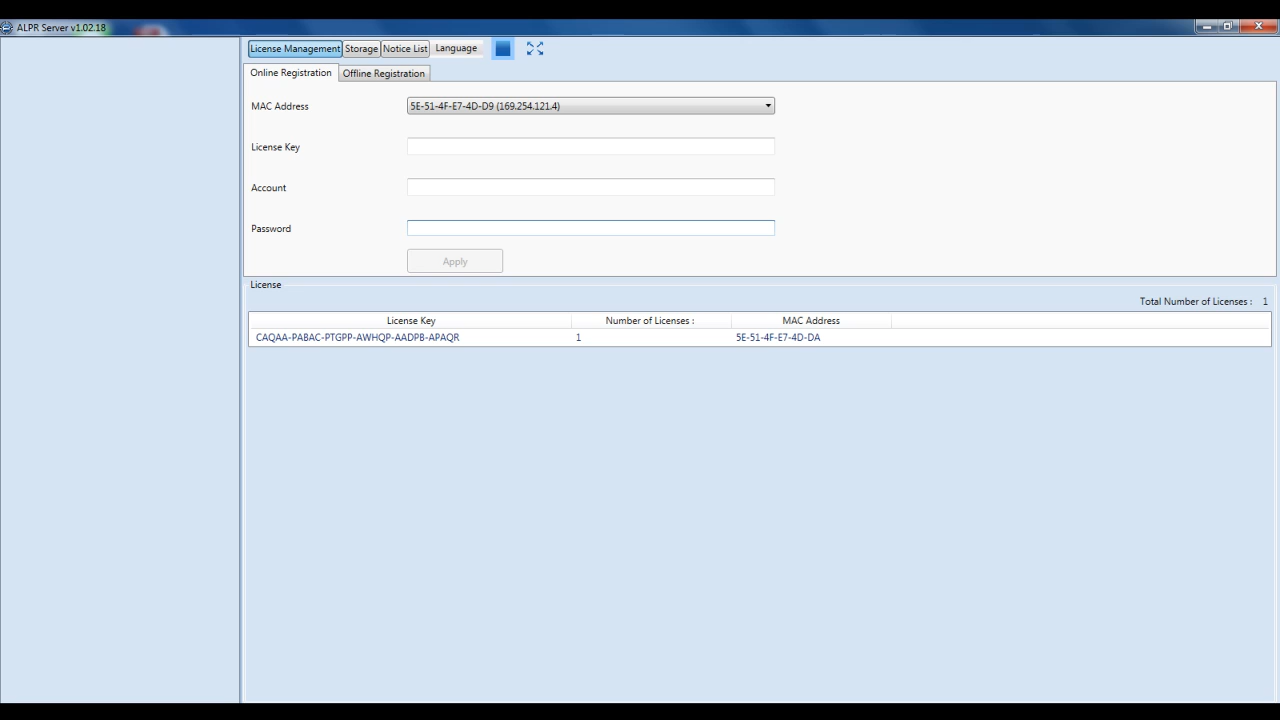 ALPR Server v1.02.18
License Management Storage Notice List Language
Online Registration Offline Registration
MAC Address 5E-51-4F-E7-4D-D9 (169.254.121.4)
License Key
Account
Password
Apply
License
Total Number of Licenses : 1
License Key Number of Licenses : MAC Address
CAQAA-PABAC-PTGPP-AWHQP-AADPB-APAQR 1 5E-51-4F-E7-4D-DA